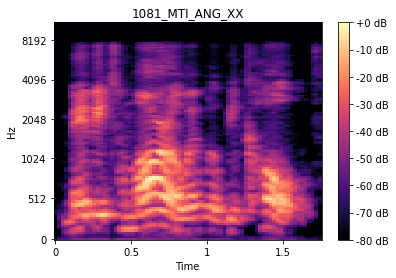 1081_MTI_ANG_XX
+0 dB
8192
-10 dB
4096
-20 dB
-30 dB
2048
Hz
-40 dB
1024
-50 dB
512
-60 dB
-70 dB
0
-80 dB
0
0.5
1
1.5
Time